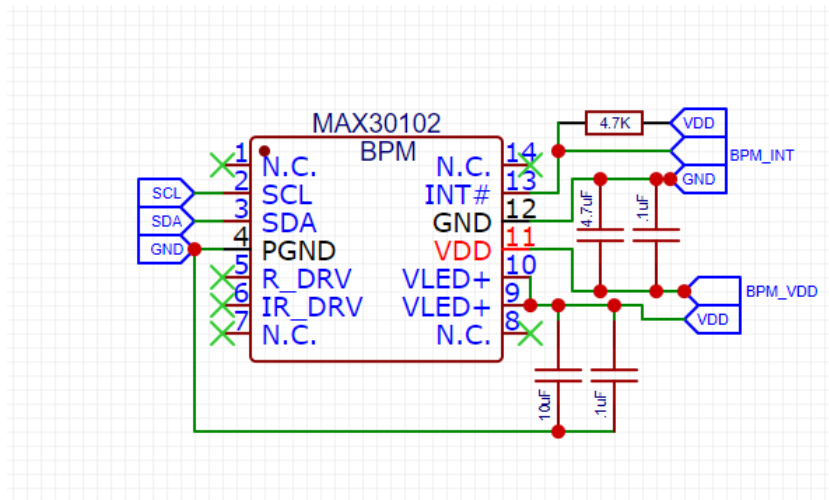 MAX30102
BPM
1 N.C.
2 SCL
3 SDA
4 PGND
5 R_DRV
6 IR_DRV
7 N.C.
14 N.C.
13 INT#
12 GND
11 VDD
10 VLED+
9 VLED+
8 N.C.
SCL
SDA
GND
4.7K
VDD
BPM_INT
GND
4.7uF
.1uF
BPM_VDD
VDD
10uF
.1uF